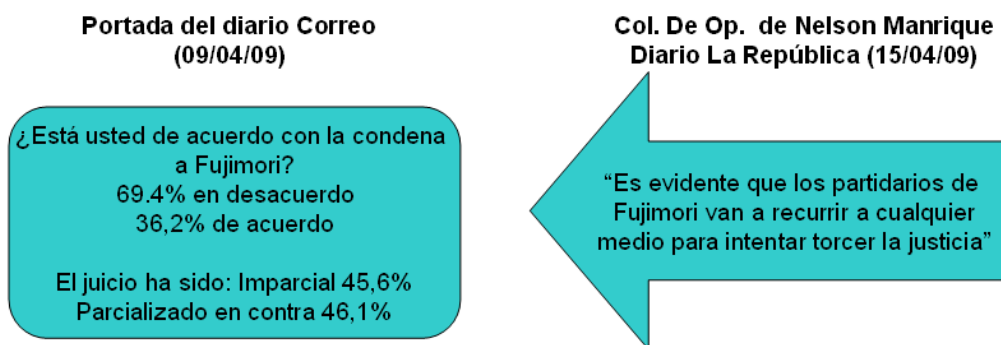 Portada del diario Correo
(09/04/09)
¿Está usted de acuerdo con la condena
a Fujimori?
69.4% en desacuerdo
36,2% de acuerdo
El juicio ha sido: Imparcial 45,6%
Parcializado en contra 46,1%
Col. De Op. de Nelson Manrique
Diario La República (15/04/09)
“Es evidente que los partidarios de
Fujimori van a recurrir a cualquier
medio para intentar torcer la justicia”